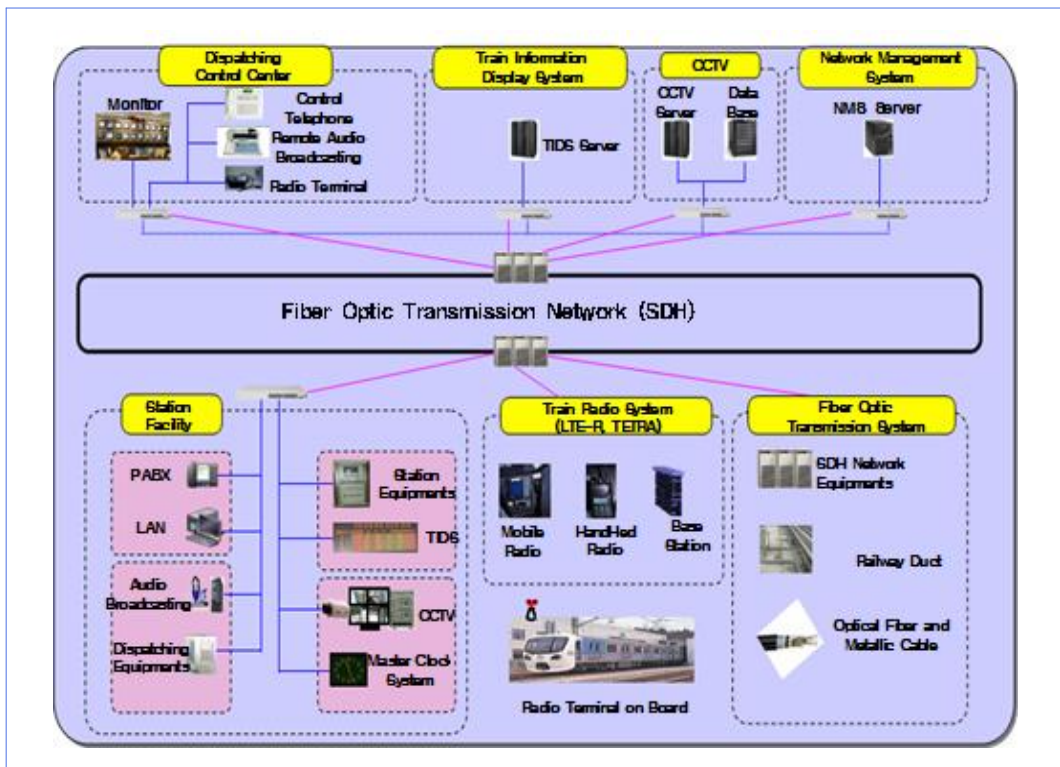 Dispatching
Control Center
Train Information
Display System
CCTV
Network Management
System
Monitor
Control
Telephone
Remote Audio
Broadcasting
Radio Terminal
TIDS Server
CCTV
Server
Data
Base
NMS Server
Fiber Optic Transmission Network (SDH)
Station
Facility
PABX
LAN
Audio
Broadcasting
Dispatching
Equipments
Station
Equipments
TIDS
CCTV
Master Clock
System
Train Radio System
(LTE-R, TETRA)
Mobile
Radio
HandHed
Radio
Base
Station
Radio Terminal on Board
Fiber Optic
Transmission System
SDH Network
Equipments
Railway Duct
Optical Fiber and
Metallic Cable